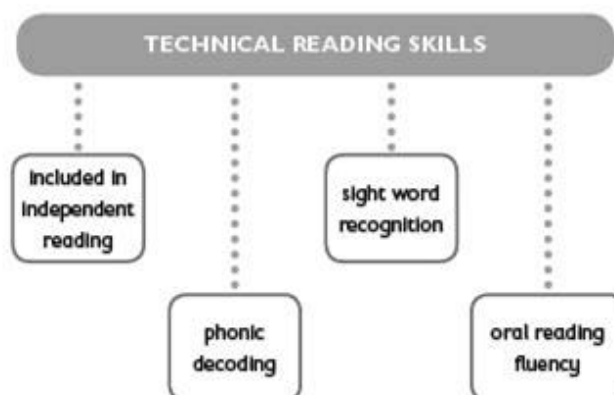 TECHNICAL READING SKILLS
included in
independent
reading
sight word
recognition
phonic
decoding
oral reading
fluency